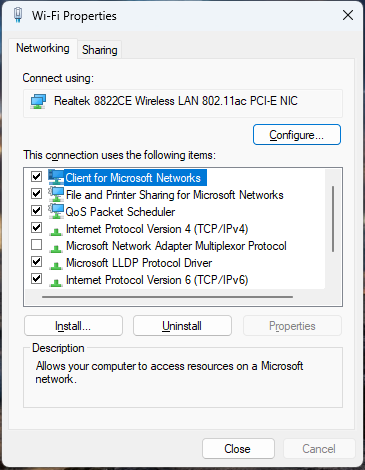 Wi-Fi Properties
Networking
Sharing
Connect using:
Realtek 8822CE Wireless LAN 802.11ac PCI-E NIC
Configure...
This connection uses the following items:
Client for Microsoft Networks
File and Printer Sharing for Microsoft Networks
QoS Packet Scheduler
Internet Protocol Version 4 (TCP/IPv4)
Microsoft Network Adapter Multiplexor Protocol
Microsoft LLDP Protocol Driver
Internet Protocol Version 6 (TCP/IPv6)
Install...
Uninstall
Properties
Description
Allows your computer to access resources on a Microsoft
network.
Close
Cancel